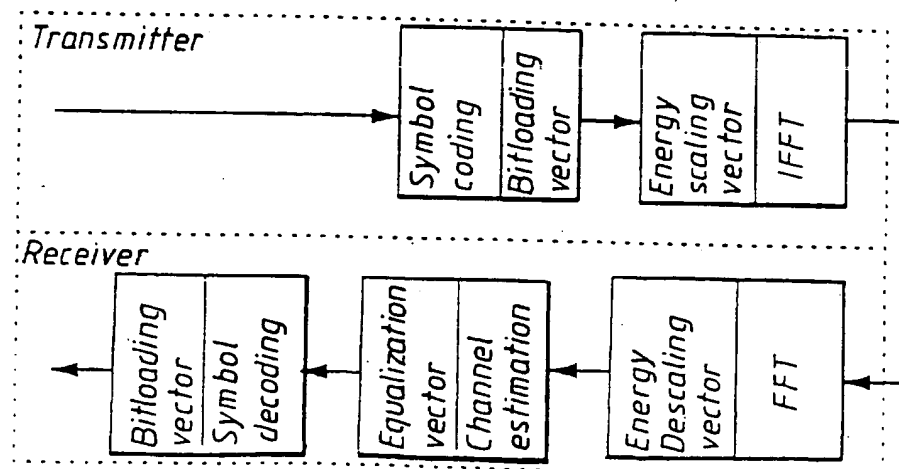 Transmitter
Symbol
coding
Bitloading
vector
Energy
scaling
vector
IFFT
Receiver
Bitloading
vector
Symbol
decoding
Equalization
vector
Channel
estimation
Energy
Descaling
vector
FFT